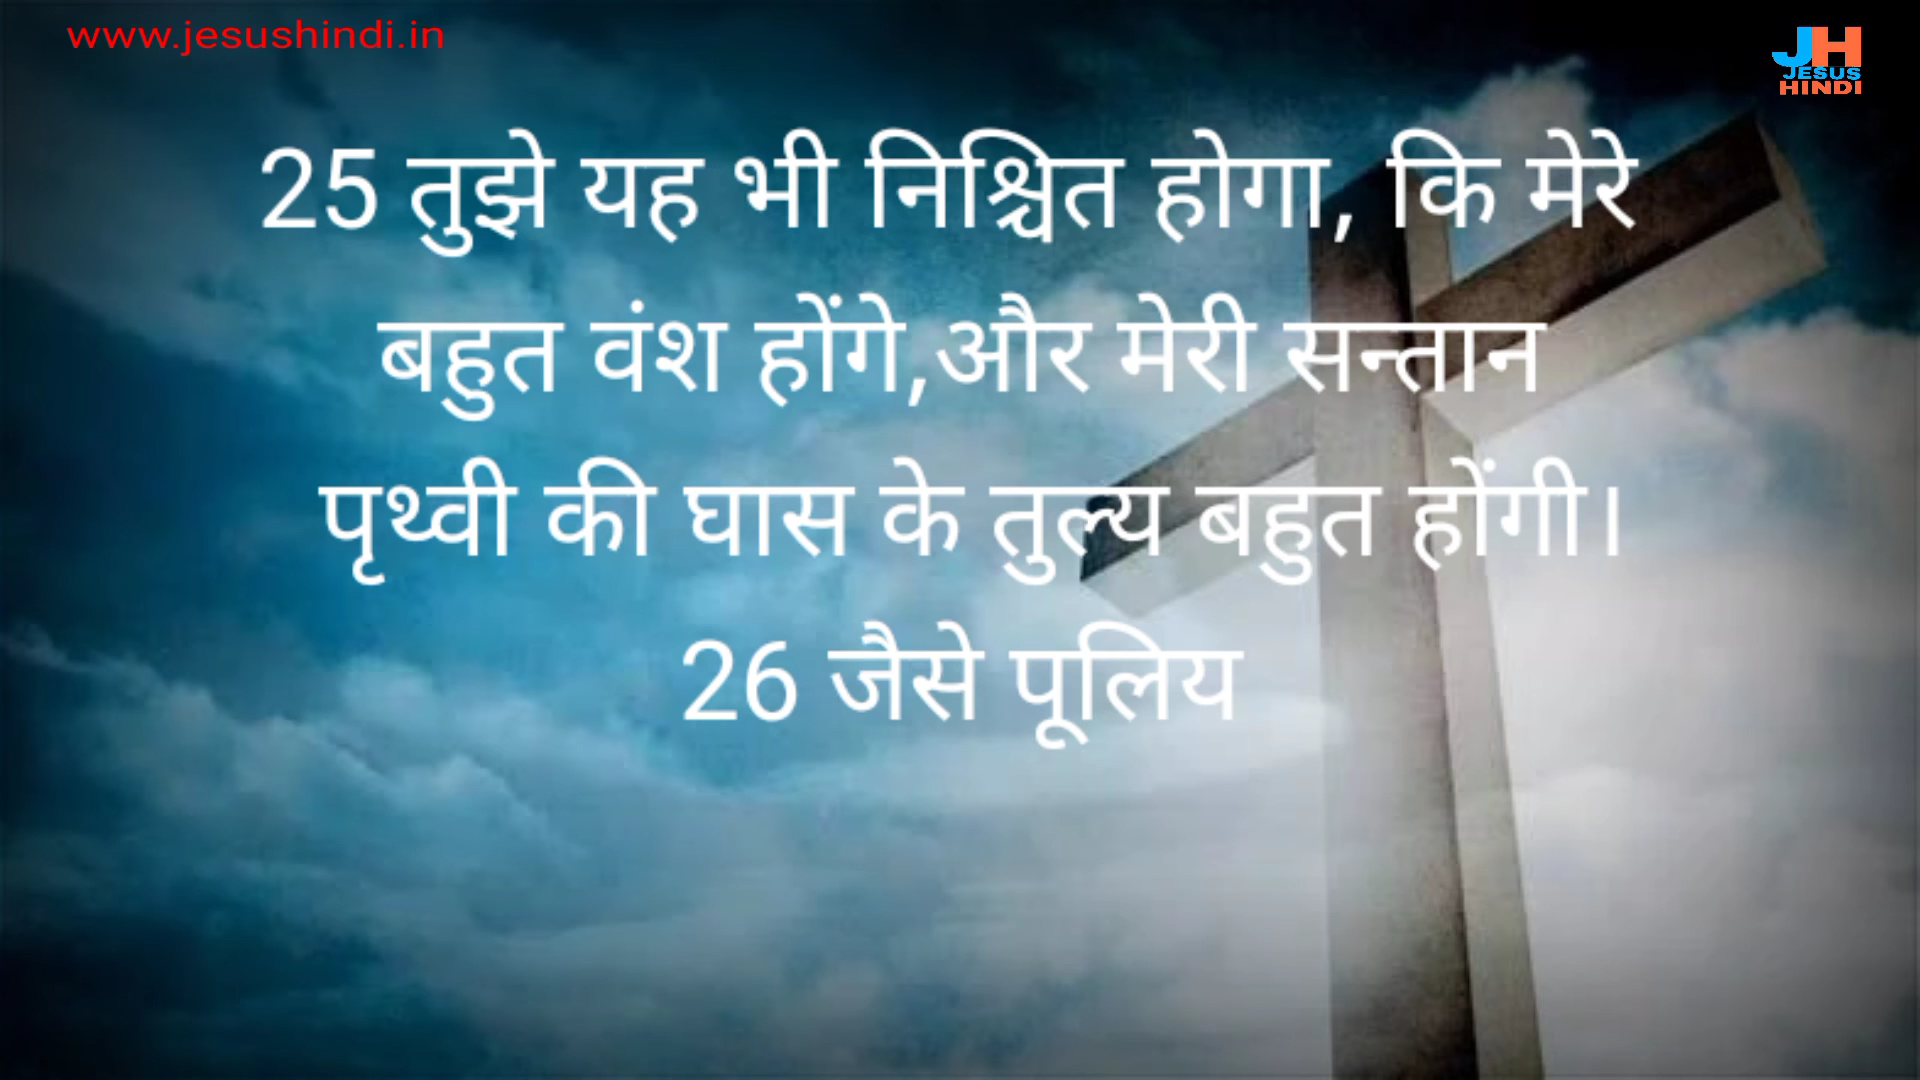 www.jesushindi.in
JH
JESUS
HINDI
25 तुझे यह भी निश्चित होगा, कि मेरे
बहुत वंश होंगे,और मेरी सन्तान
पृथ्वी की घास के तुल्य बहुत होंगी।
26 जैसे पूलिय